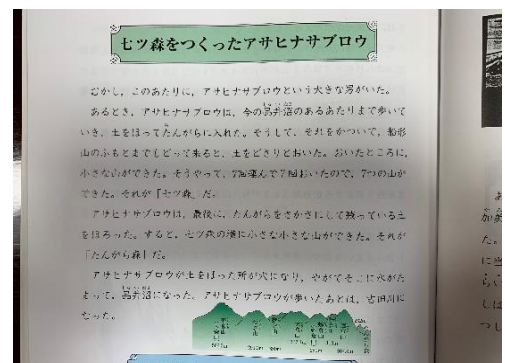 七ツ森をつくったアサヒナサブロウ
むかし、このあたりに、アサヒナサブロウという大きな男がいた。
あるとき、アサヒナサブロウは、今の品井沼のあるあたりまで歩いて
いき、土をほってたんがらに入れた。そうして、それをかついで、船形
山のふもとまでもどって来ると、土をどさりとおいた。おいたところに、
小さな山ができた。そうやって、7回運んで7回おいたので、7つの山が
できた。それが「七ツ森」だ。
アサヒナサブロウは、最後に、たんがらをさかさにして残っている土
をほろった。すると、七ツ森の横に小さな小さな山ができた。それが
「たんがら森」だ。
アサヒナサブロウが土をほった所が穴になり、やがてそこに水がた
まって、品井沼になった。アサヒナサブロウが歩いたあとは、吉田川に
なった。